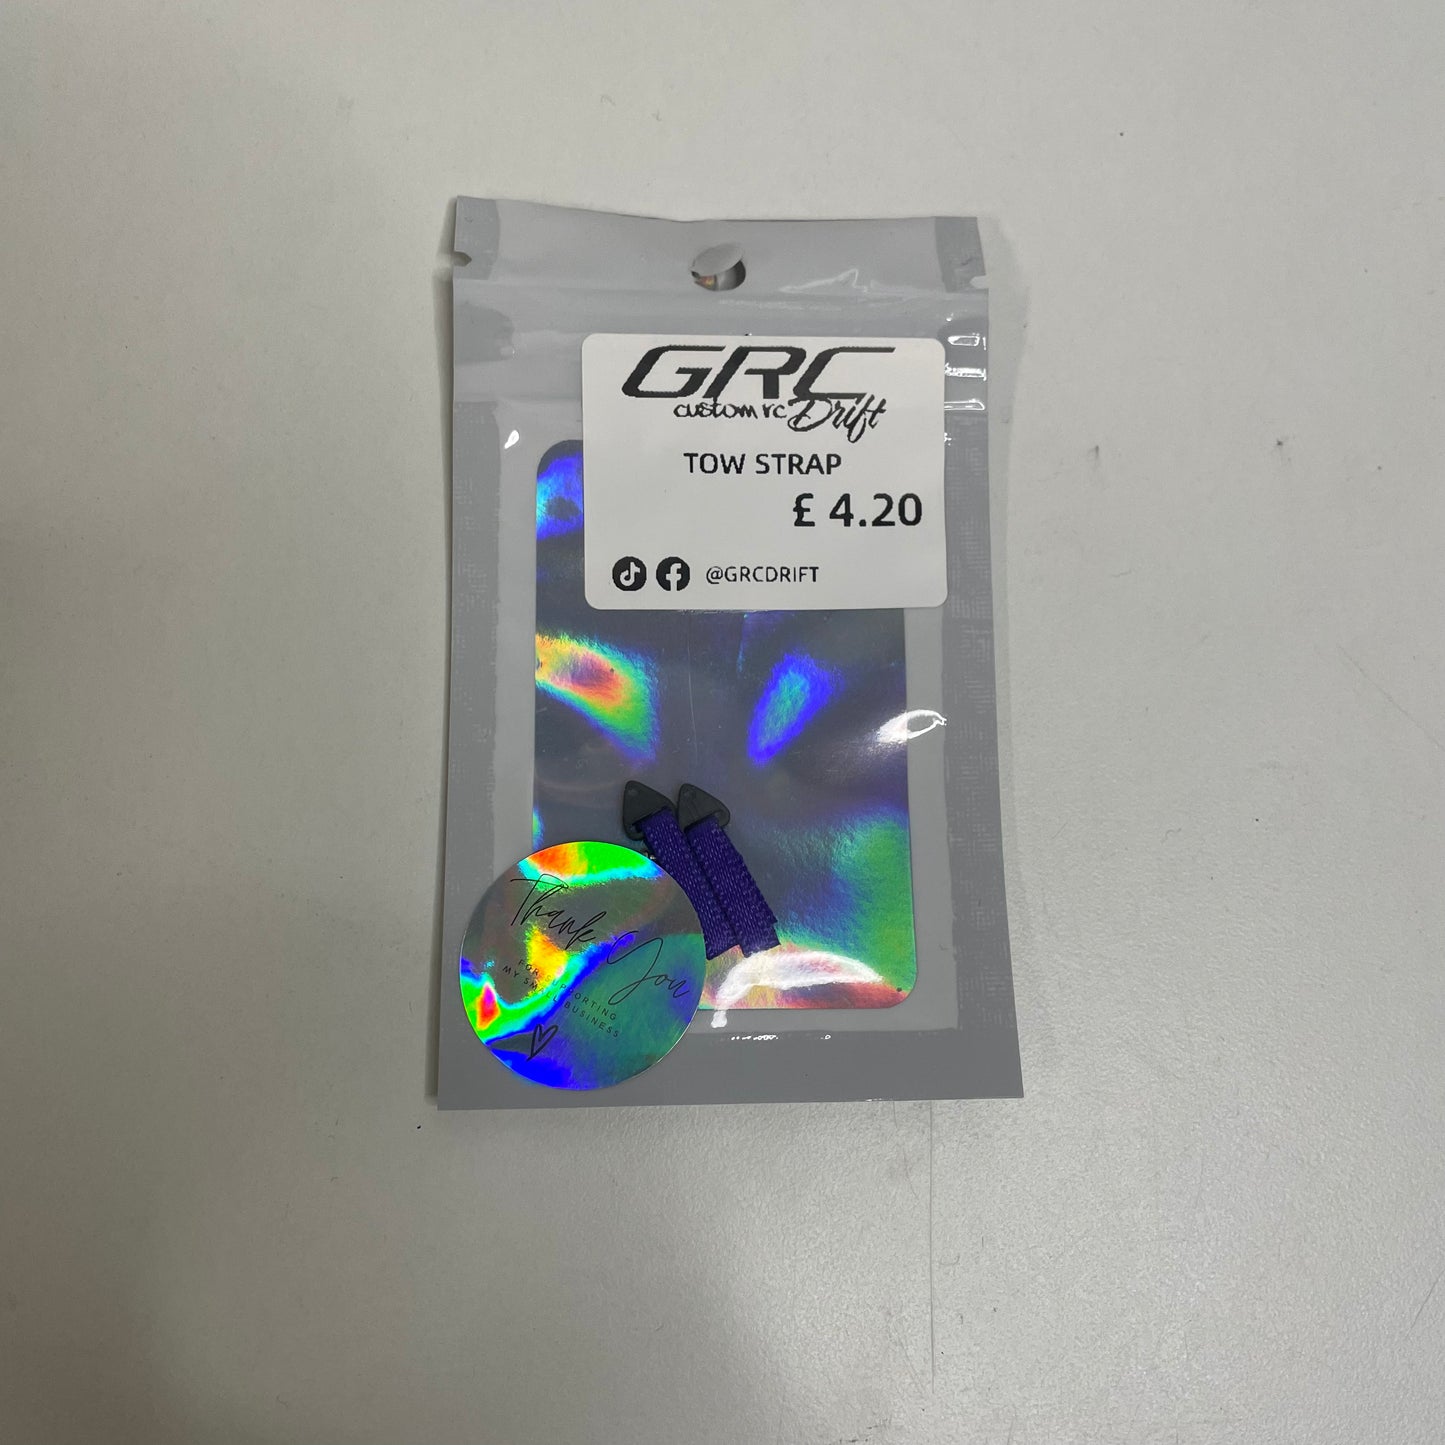 GRC
custom rc Drift
TOW STRAP
£ 4.20
@GRCDRIFT
Thank You
FOR SUPPORTING
MY SMALL BUSINESS